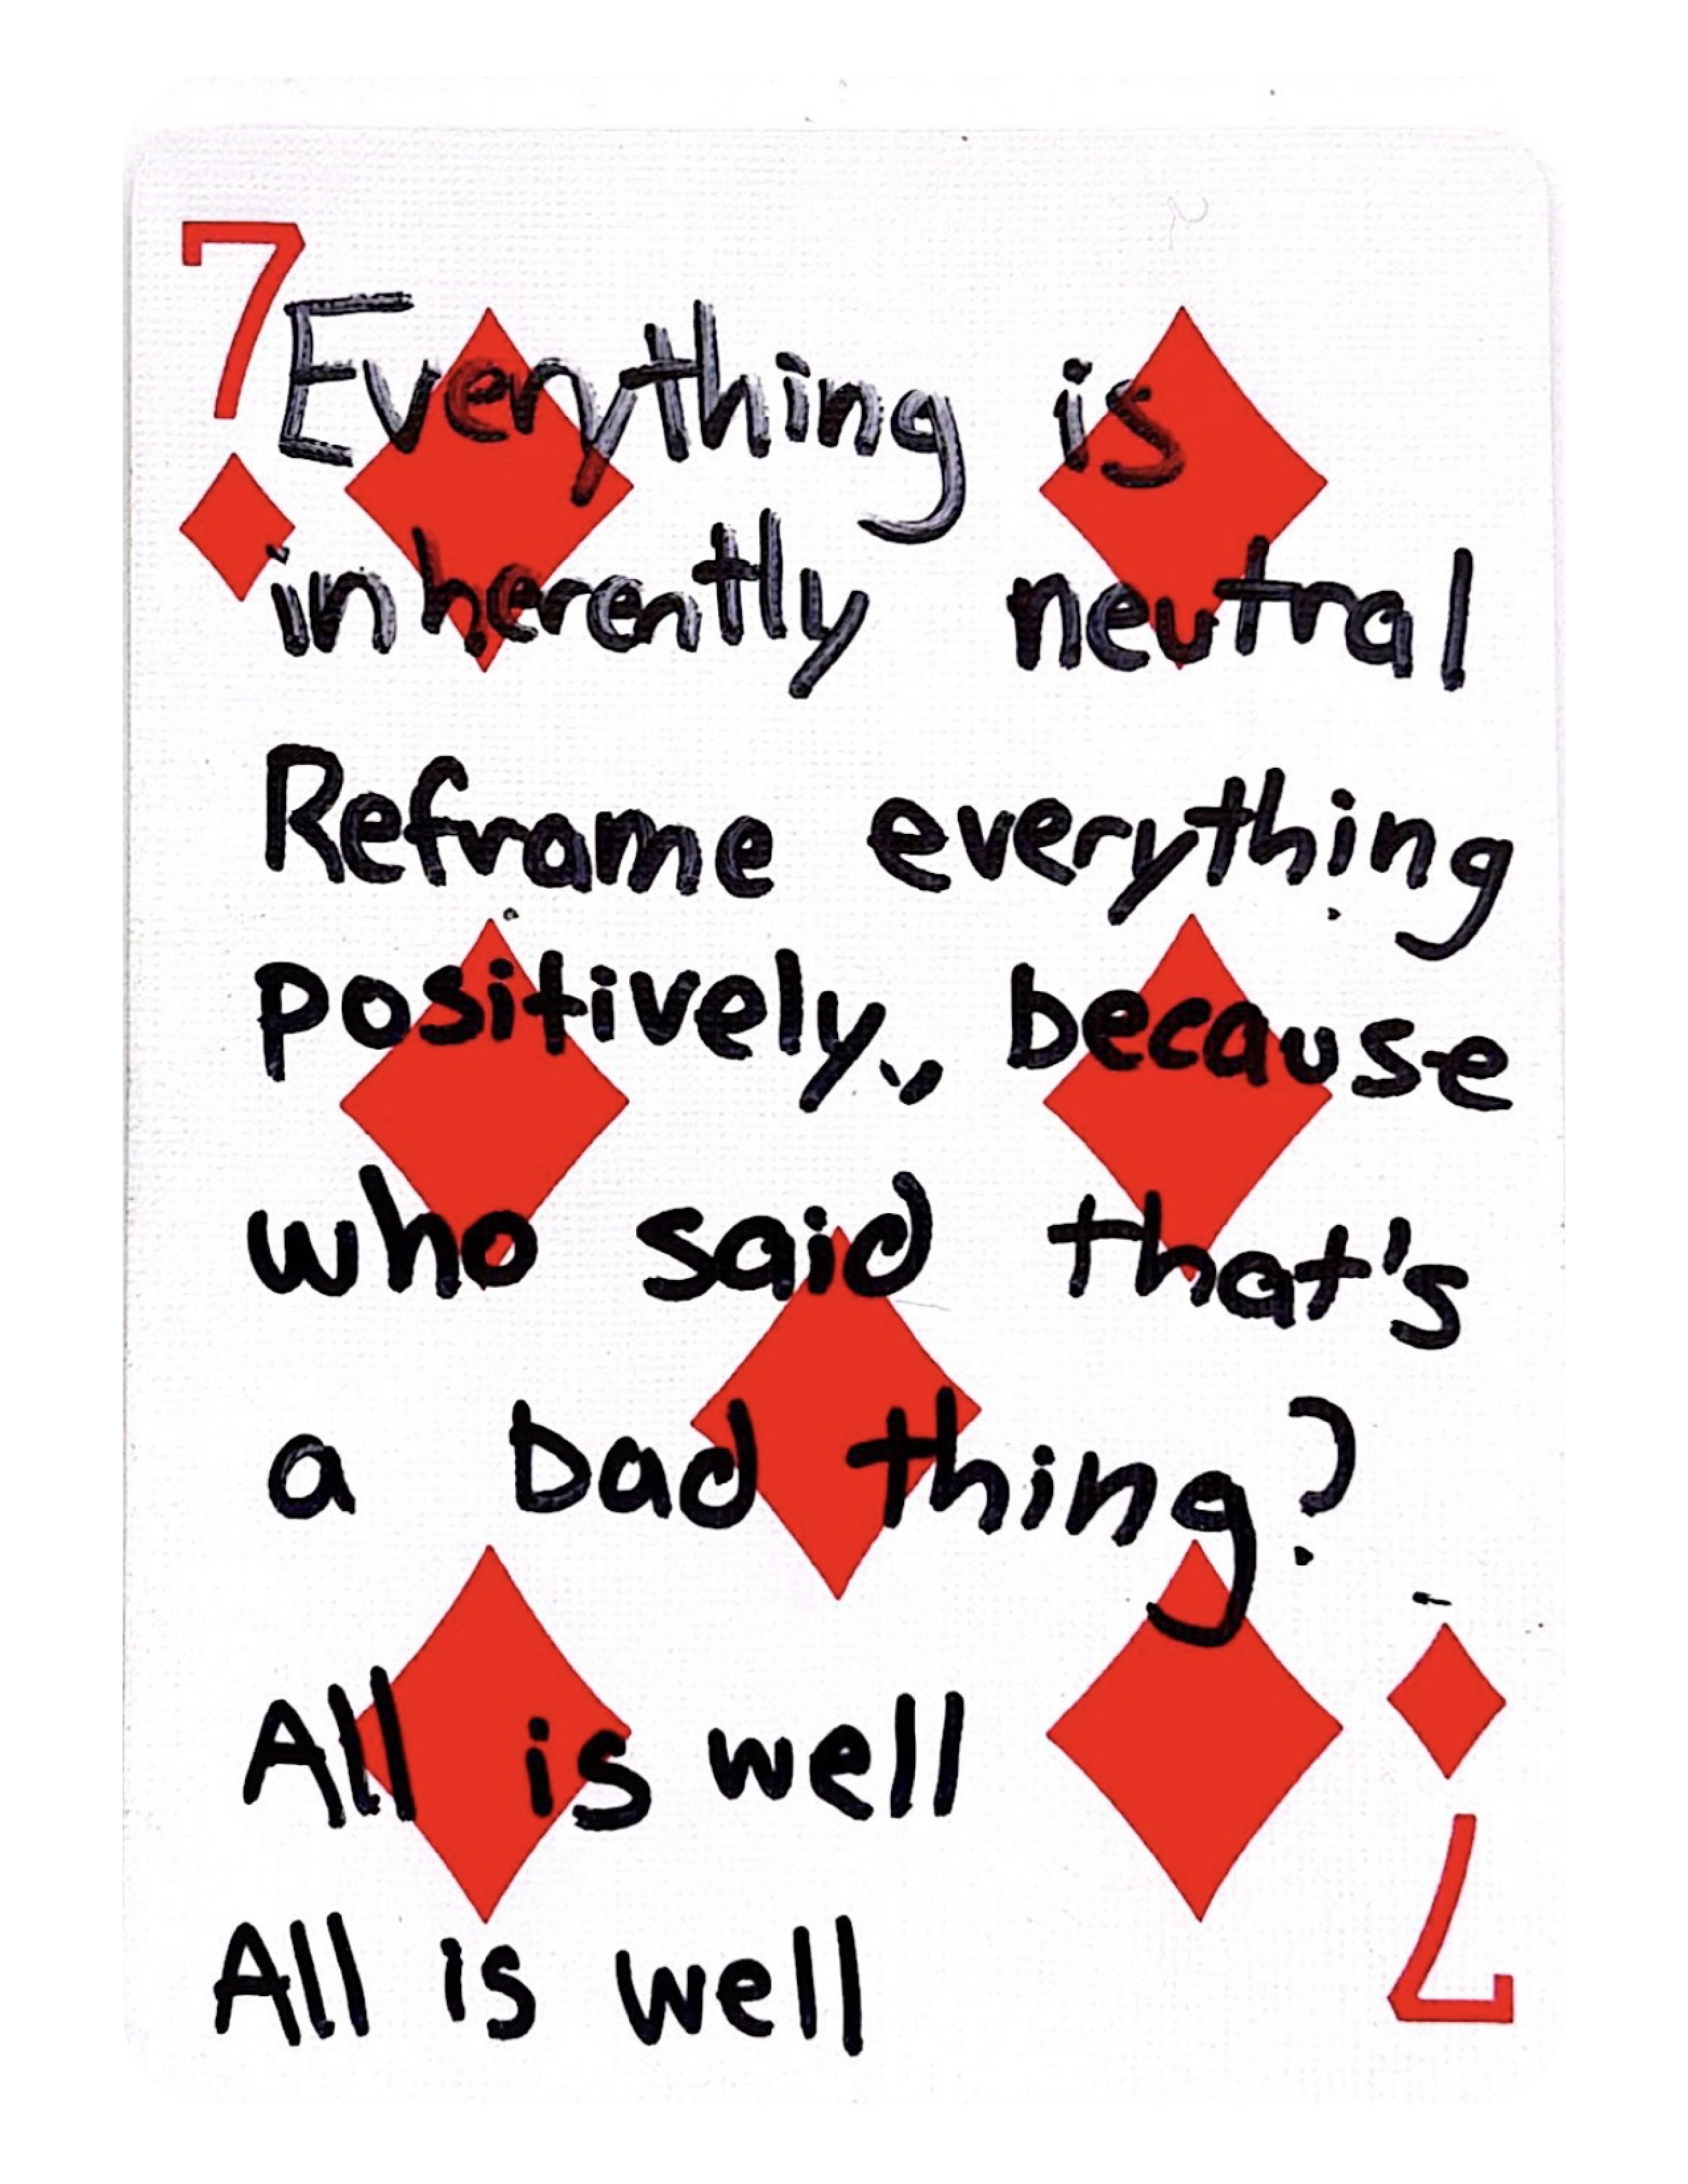 7
Everything is
inherently neutral
Reframe everything
positively, because
who said that's
a bad thing?
All is well
All is well
7